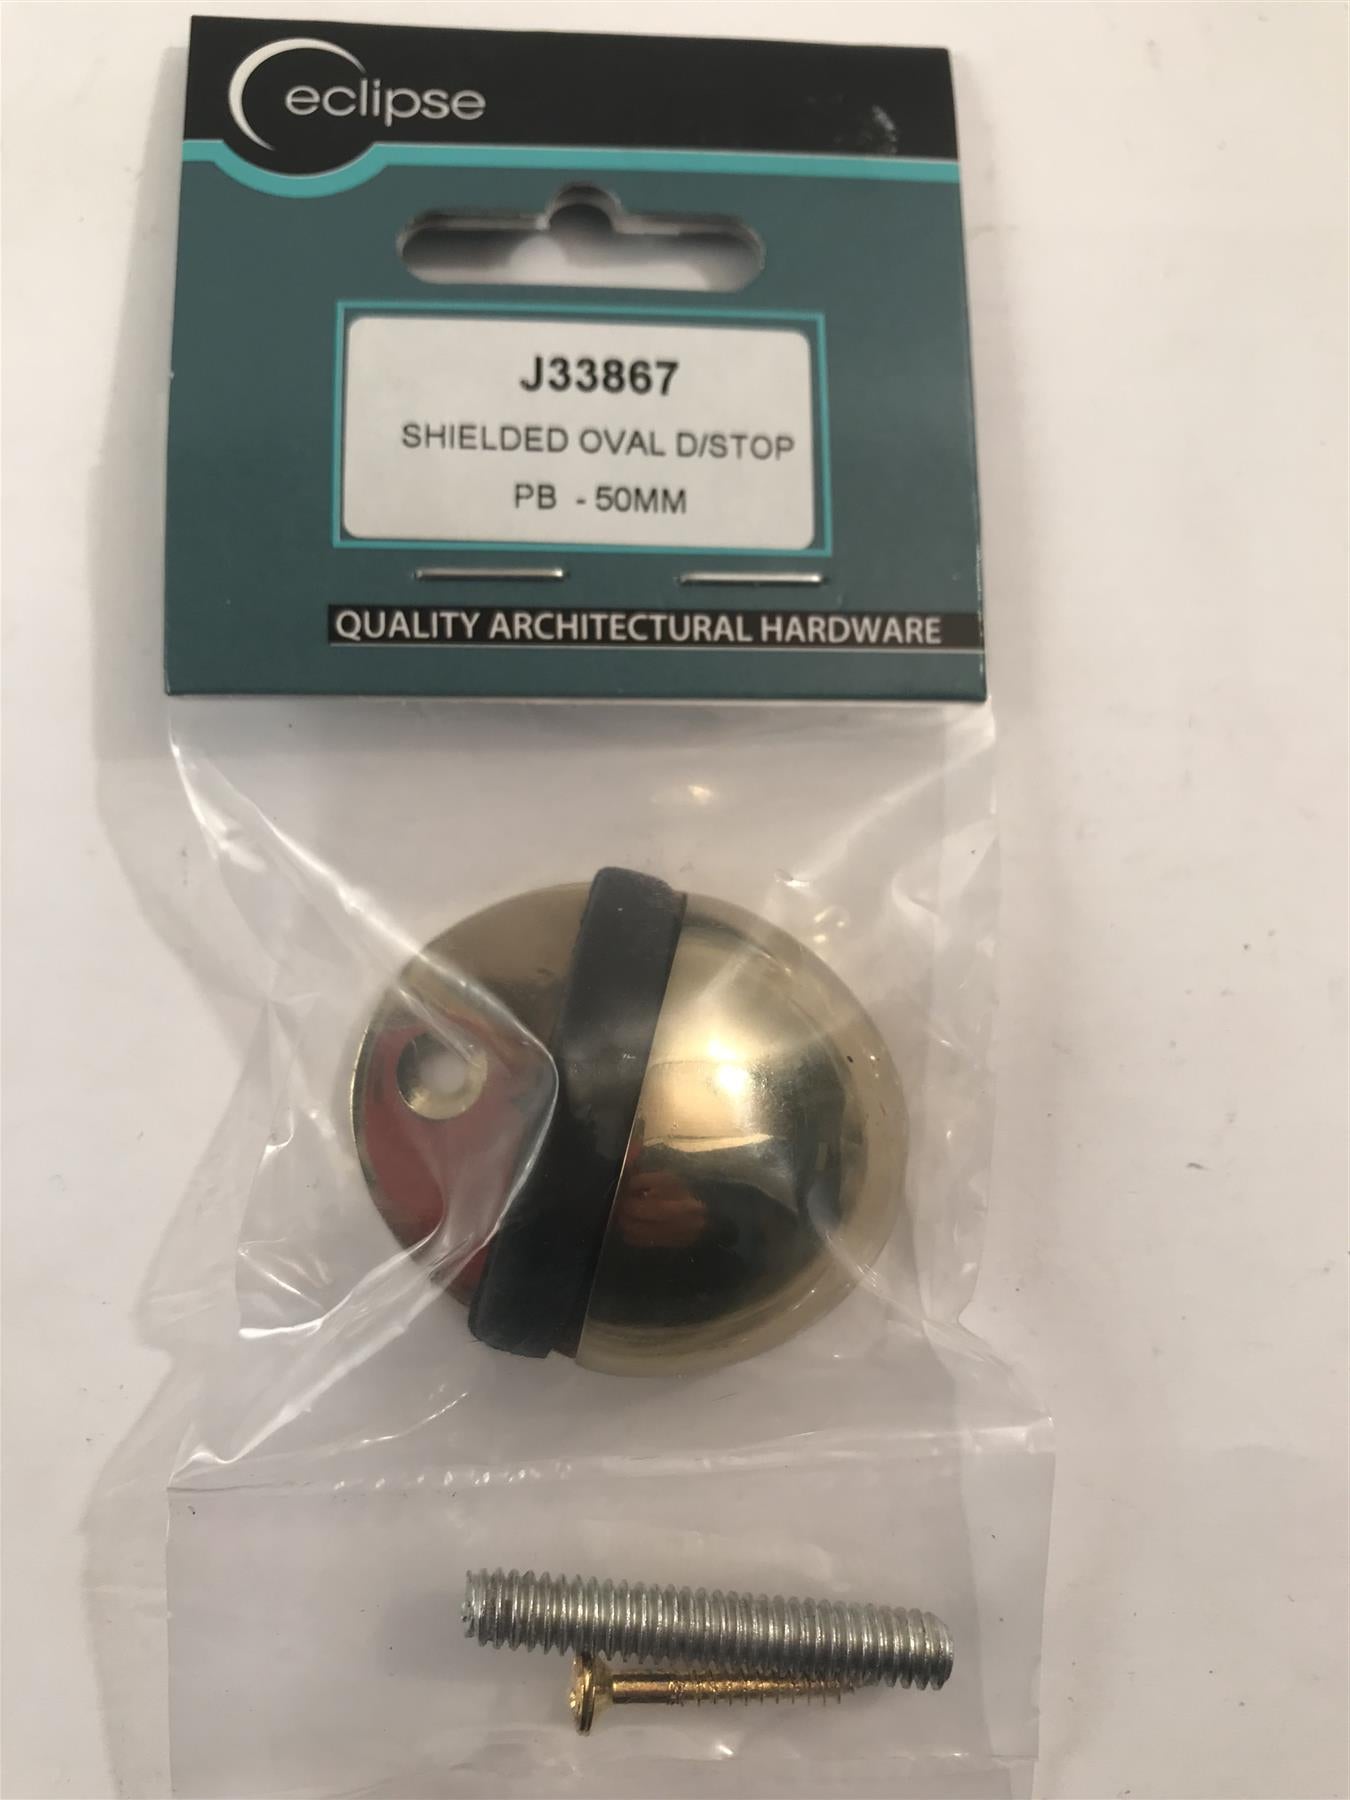 eclipse
J33867
SHIELDED OVAL D/STOP
PB - 50MM
QUALITY ARCHITECTURAL HARDWARE